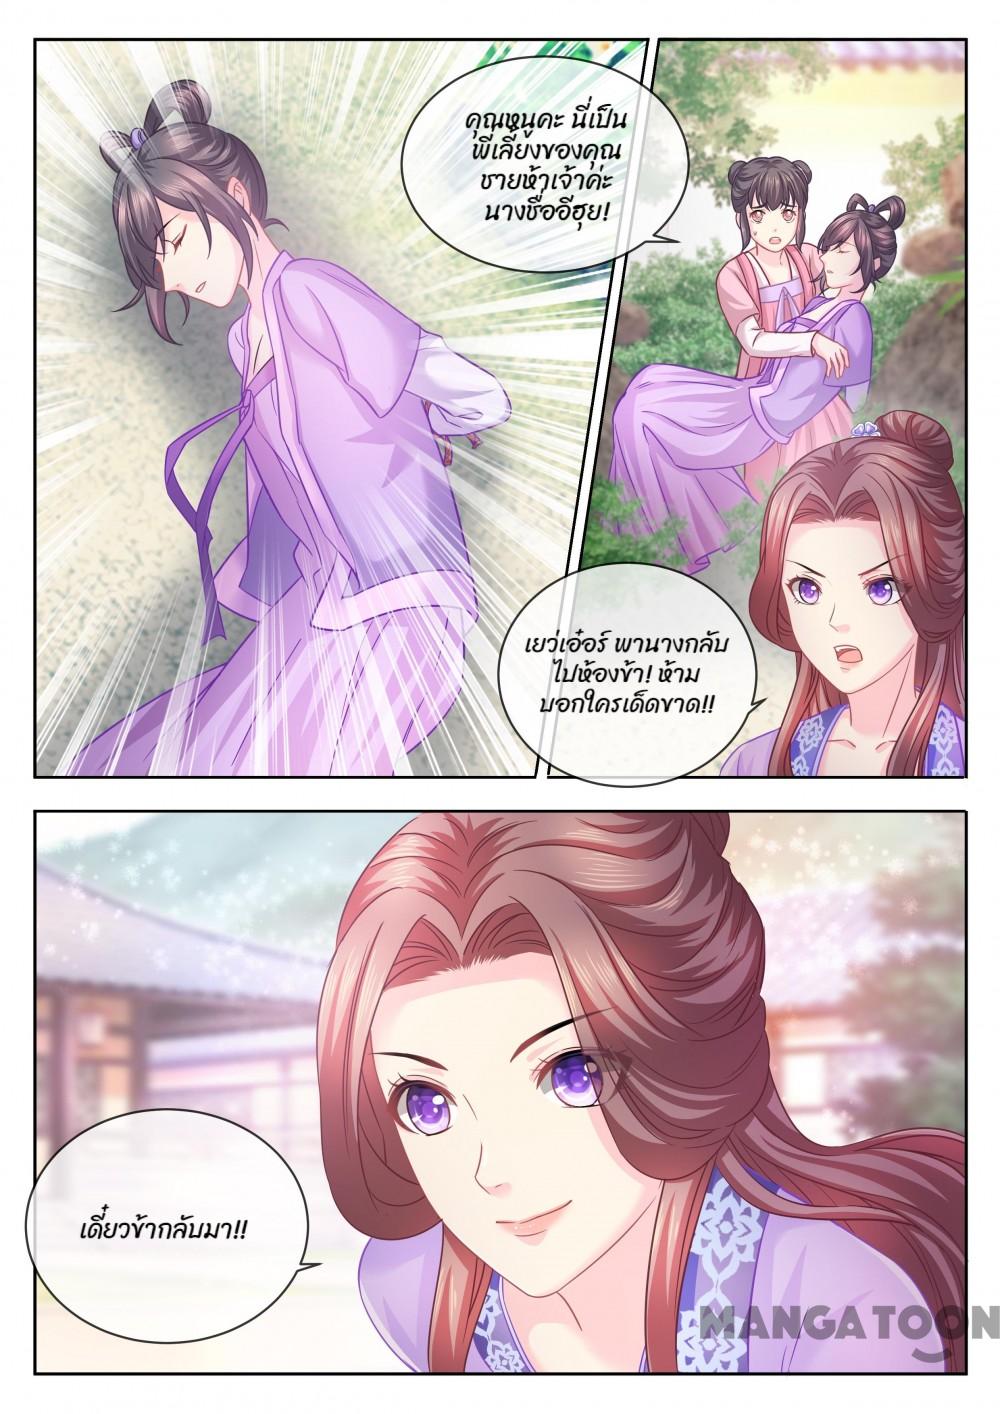 คุณหนูคะ นี่เป็น
พี่เลี้ยงของคุณ
ชายห้าเจ้าค่ะ
นางชื่ออีฮุย!
เยว่เอ๋อร์ พานางกลับ
ไปห้องข้า! ห้าม
บอกใครเด็ดขาด!!
เดี๋ยวข้ากลับมา!!
MANGATOON